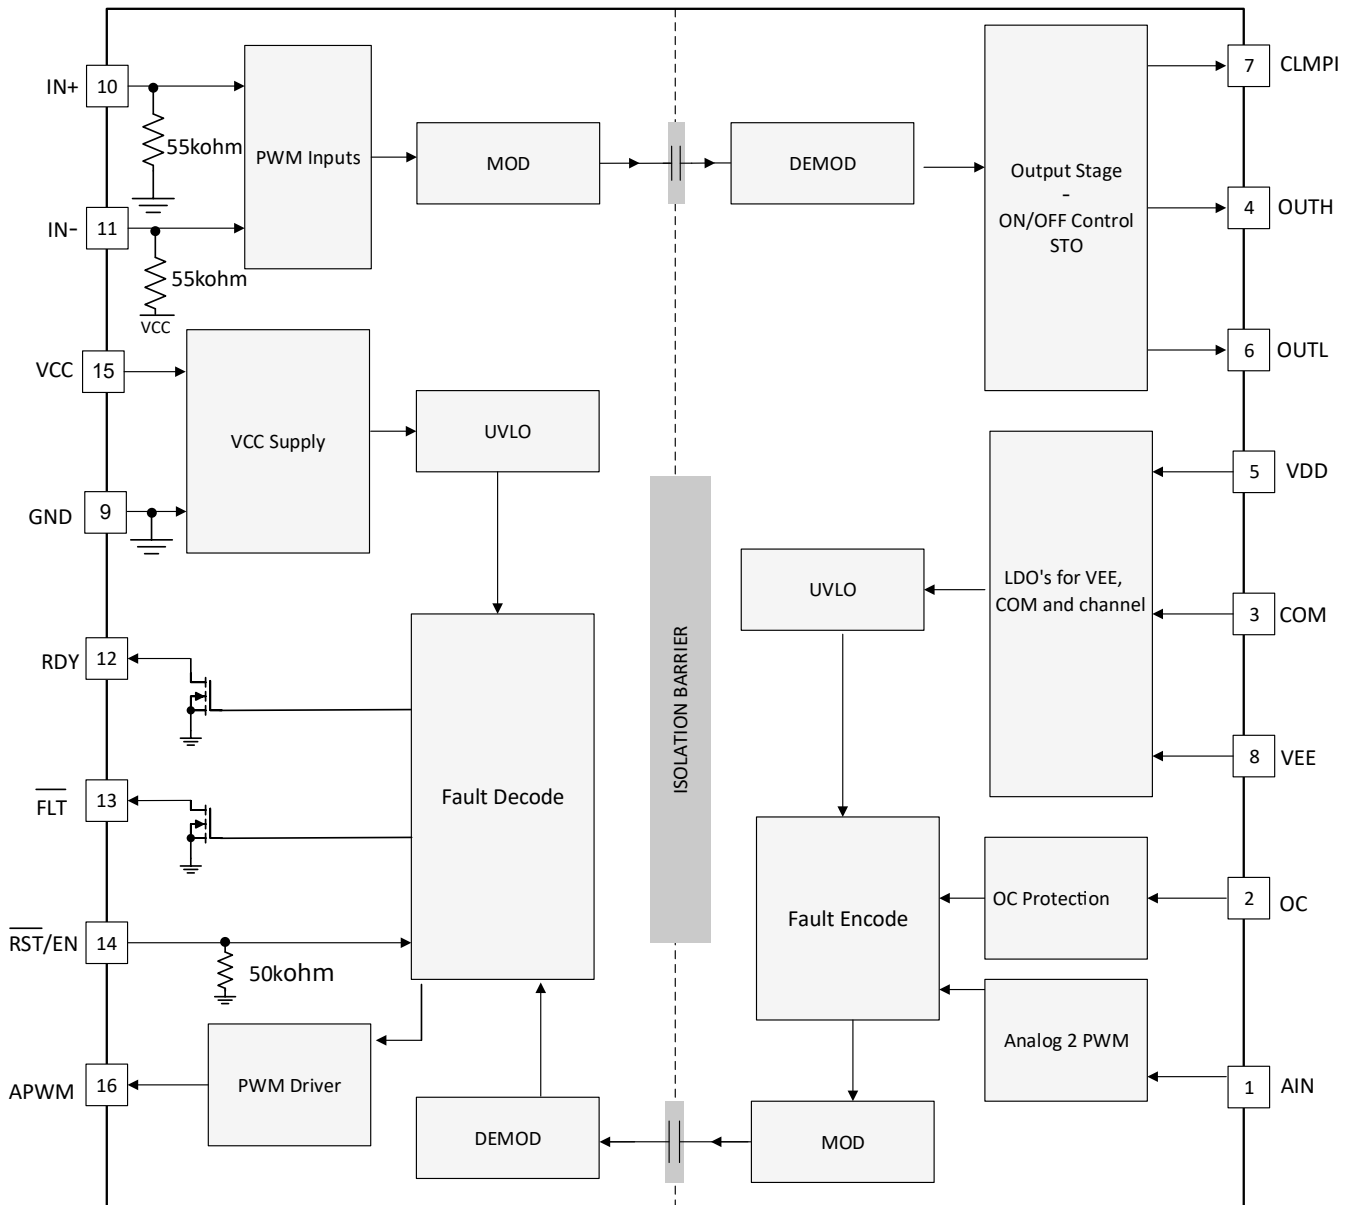 IN+
10
55kohm
IN-
11
55kohm
VCC
PWM Inputs
MOD
DEMOD
Output Stage
-
ON/OFF Control
STO
7
CLMPI
4
OUTH
6
OUTL
VCC
15
GND
9
VCC Supply
UVLO
ISOLATION BARRIER
UVLO
LDO's for VEE,
COM and channel
5
VDD
3
COM
8
VEE
RDY
12
FLT
13
RST/EN
14
50kohm
Fault Decode
Fault Encode
OC Protection
2
OC
Analog 2 PWM
1
AIN
APWM
16
PWM Driver
DEMOD
MOD